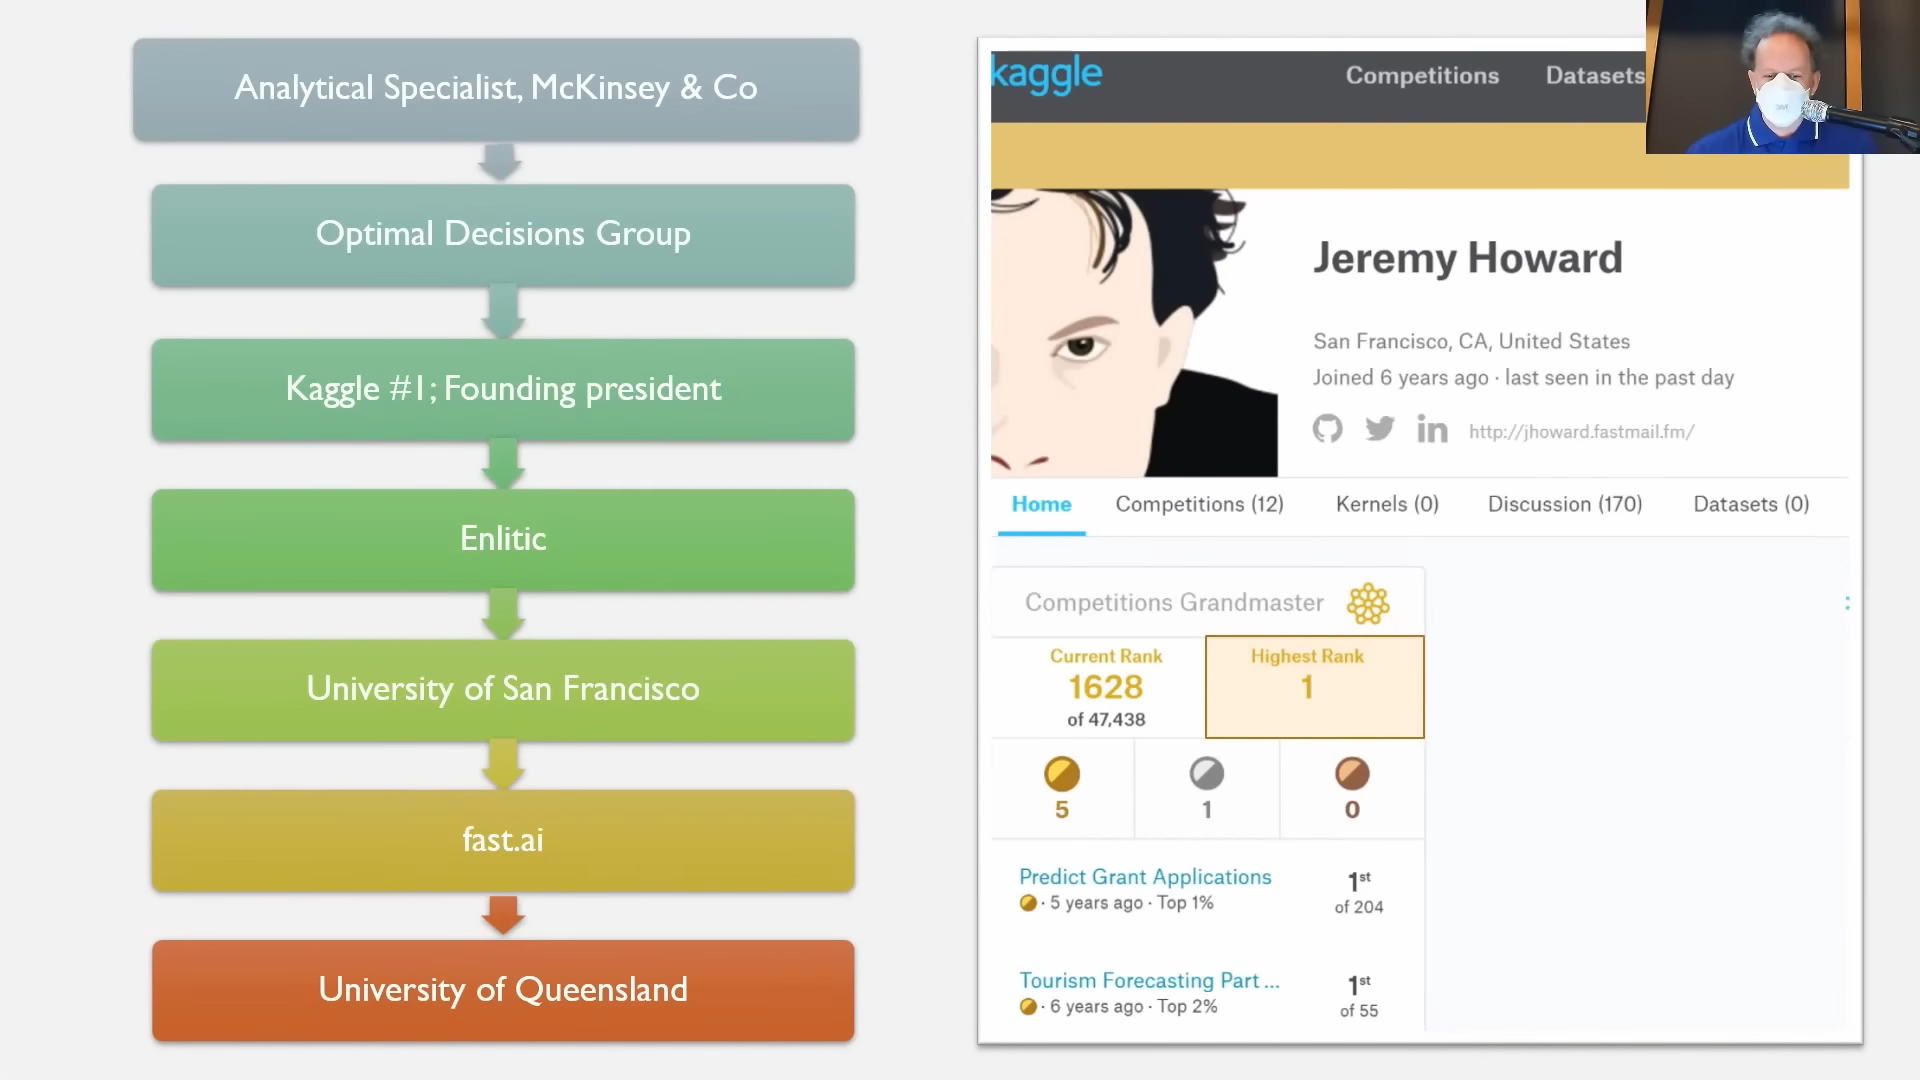 Analytical Specialist, McKinsey & Co
Optimal Decisions Group
Kaggle #1; Founding president
Enlitic
University of San Francisco
fast.ai
University of Queensland
kaggle
Competitions
Datasets
Jeremy Howard
San Francisco, CA, United States
Joined 6 years ago · last seen in the past day
in http://jhoward.fastmail.fm/
Home Competitions (12) Kernels (0) Discussion (170) Datasets (0)
Competitions Grandmaster
Current Rank
1628
of 47,438
Highest Rank
1
5
1
0
Predict Grant Applications
· 5 years ago · Top 1%
1st
of 204
Tourism Forecasting Part ...
· 6 years ago · Top 2%
1st
of 55